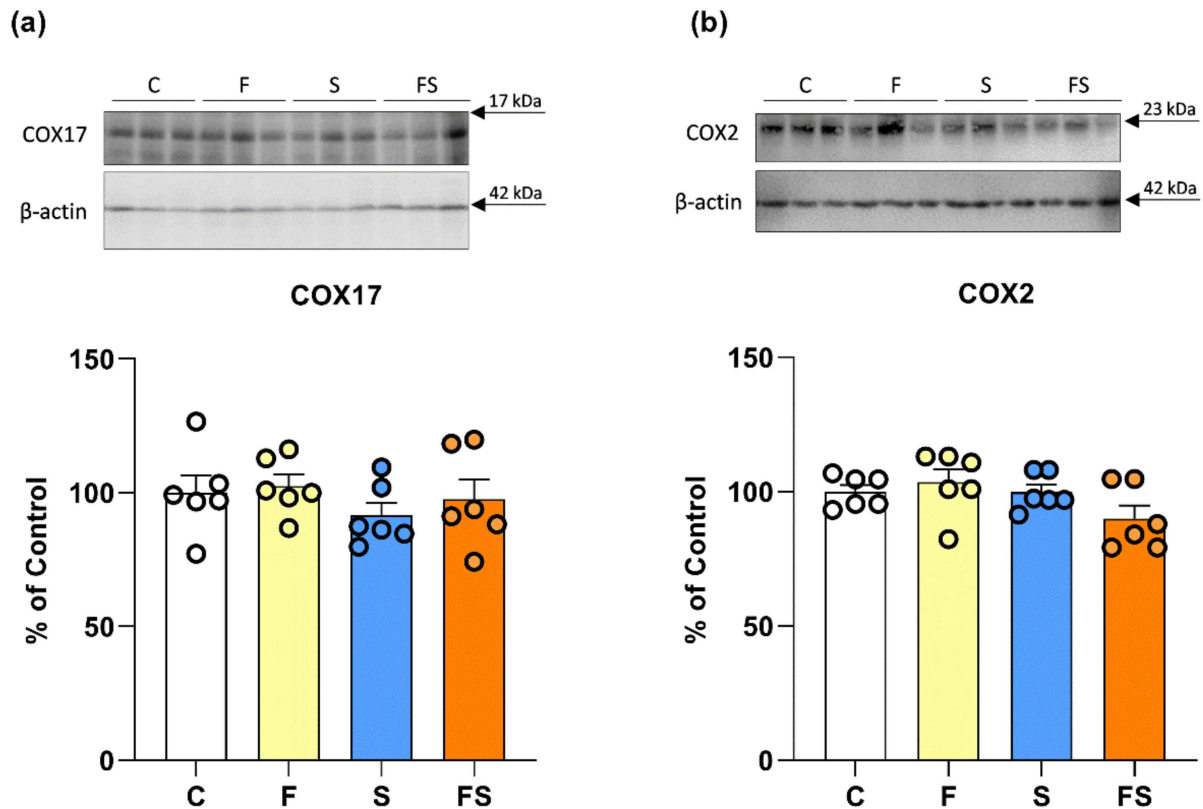 (a)
C F S FS
17 kDa
COX17
42 kDa
β-actin
COX17
150
100
50
0
% of Control
C F S FS
(b)
C F S FS
23 kDa
COX2
42 kDa
β-actin
COX2
150
100
50
0
% of Control
C F S FS